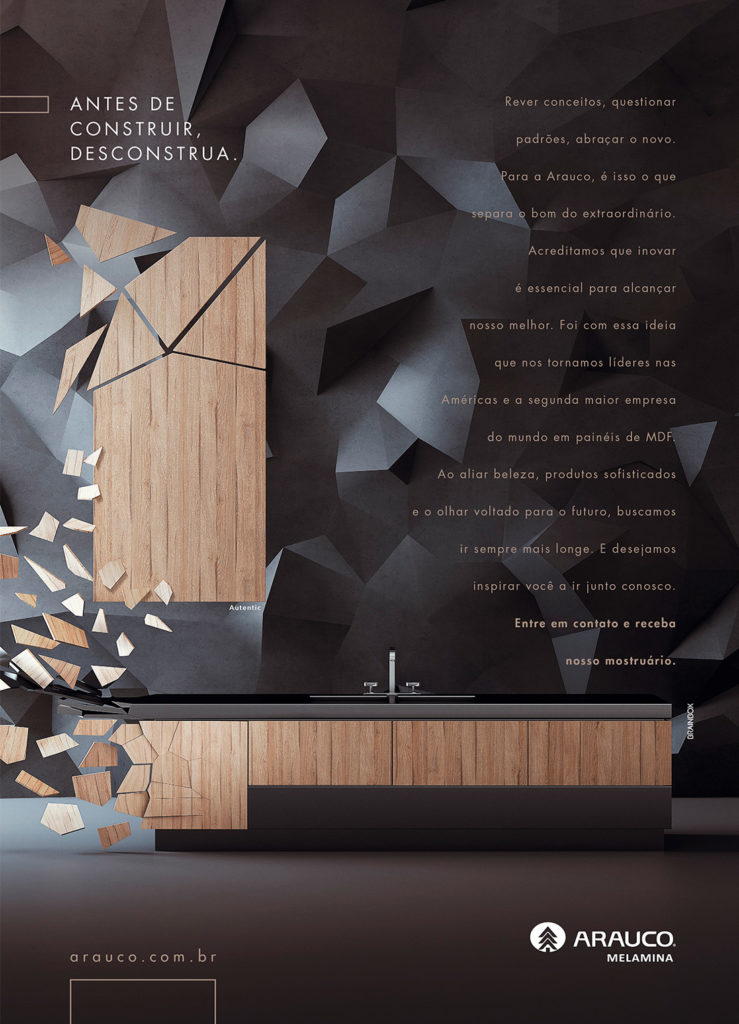 ANTES DE
CONSTRUIR,
DESCONSTRUA.
Rever conceitos, questionar
padrões, abraçar o novo.
Para a Arauco, é isso o que
separa o bom do extraordinário.
Acreditamos que inovar
é essencial para alcançar
nosso melhor. Foi com essa ideia
que nos tornamos líderes nas
Américas e a segunda maior empresa
do mundo em painéis de MDF.
Ao aliar beleza, produtos sofisticados
e o olhar voltado para o futuro, buscamos
ir sempre mais longe. E desejamos
inspirar você a ir junto conosco.
Entre em contato e receba
nosso mostruário.
Autentic
BRAINBOX
arauco.com.br
ARAUCO®
MELAMINA